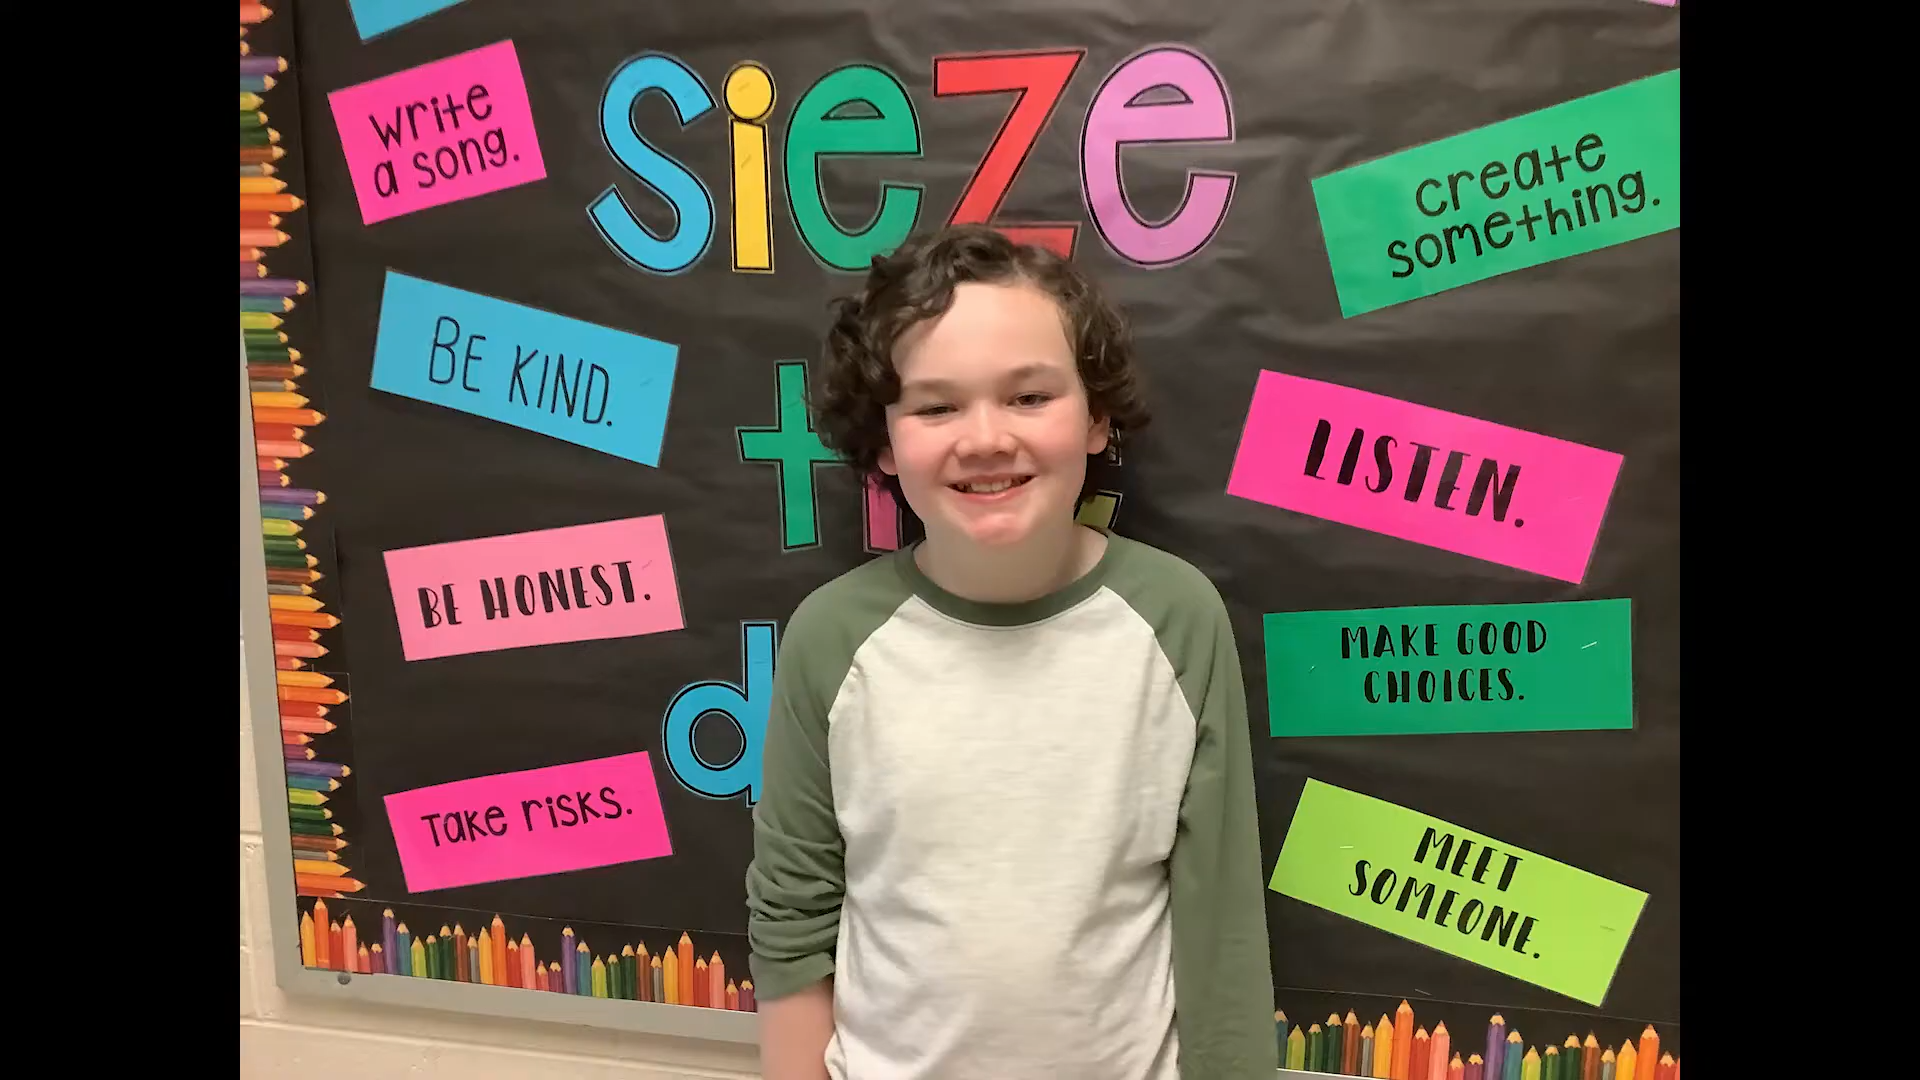 sieze
write
a song.
create
something.
BE KIND.
LISTEN.
BE HONEST.
MAKE GOOD
CHOICES.
Take risks.
MEET
SOMEONE.